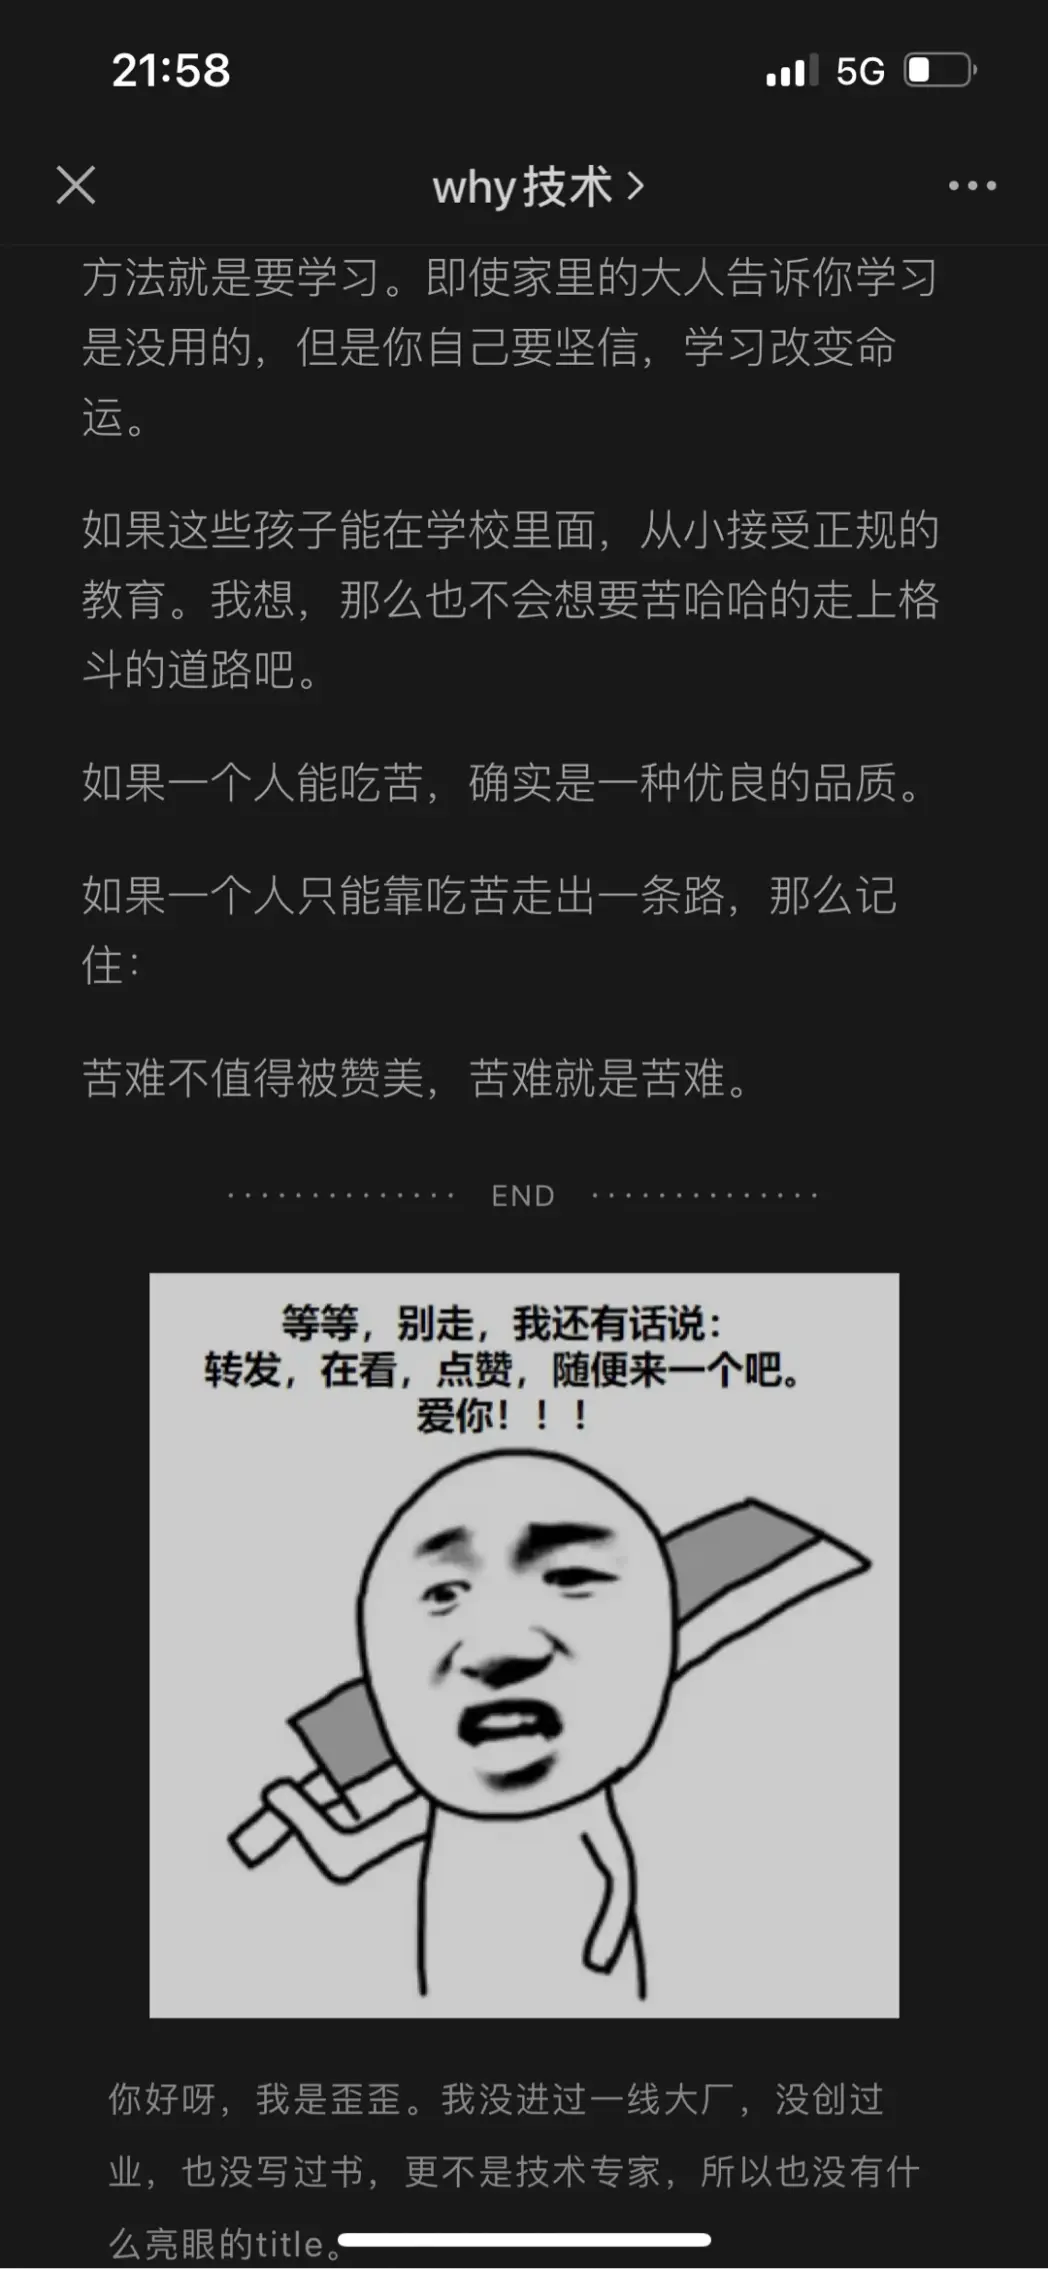 21:58
5G
why技术
方法就是要学习。即使家里的大人告诉你学习
是没用的，但是你自己要坚信，学习改变命
运。
如果这些孩子能在学校里面，从小接受正规的
教育。我想，那么也不会想要苦哈哈的走上格
斗的道路吧。
如果一个人能吃苦，确实是一种优良的品质。
如果一个人只能靠吃苦走出一条路，那么记
住：
苦难不值得被赞美，苦难就是苦难。
END
等等，别走，我还有话说：
转发，在看，点赞，随便来一个吧。
爱你！！！
你好呀，我是歪歪。我没进过一线大厂，没创过
业，也没写过书，更不是技术专家，所以也没有什
么亮眼的title。